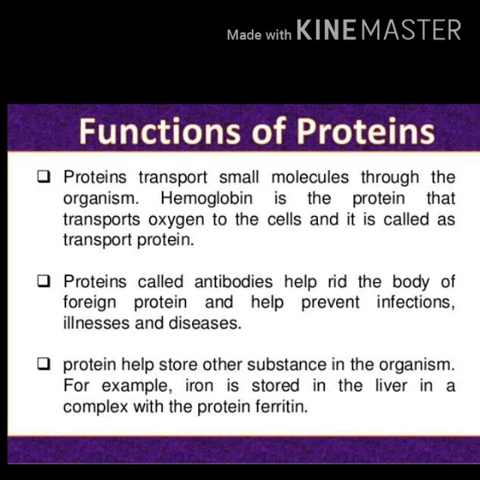 Made with KINEMASTER
Functions of Proteins
❑ Proteins transport small molecules through the
organism. Hemoglobin is the protein that
transports oxygen to the cells and it is called as
transport protein.
❑ Proteins called antibodies help rid the body of
foreign protein and help prevent infections,
illnesses and diseases.
❑ protein help store other substance in the organism.
For example, iron is stored in the liver in a
complex with the protein ferritin.